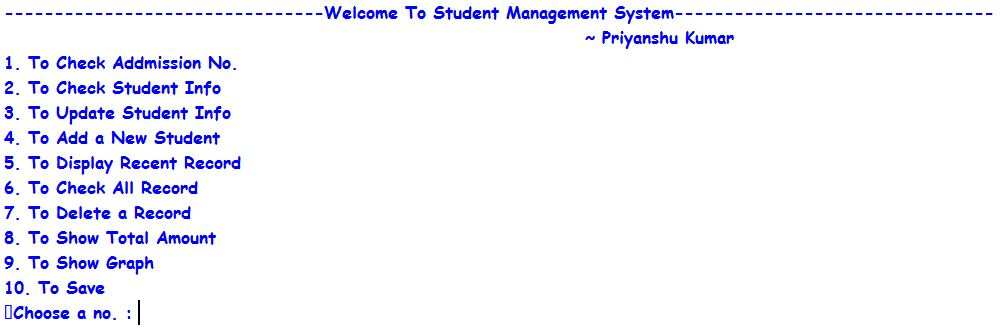 --------------------------------Welcome To Student Management System--------------------------------
~ Priyanshu Kumar
1. To Check Addmission No.
2. To Check Student Info
3. To Update Student Info
4. To Add a New Student
5. To Display Recent Record
6. To Check All Record
7. To Delete a Record
8. To Show Total Amount
9. To Show Graph
10. To Save
▯Choose a no. :